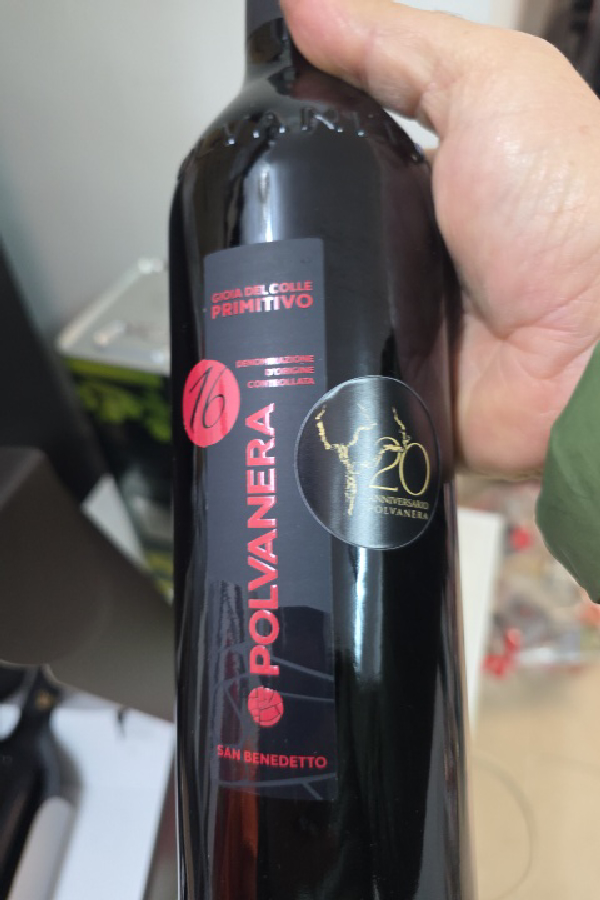 GIOIA DEL COLLE
PRIMITIVO
DENOMINAZIONE
D'ORIGINE
CONTROLLATA
16
POLVANERA
SAN BENEDETTO
20
ANNIVERSARIO
POLVANERA